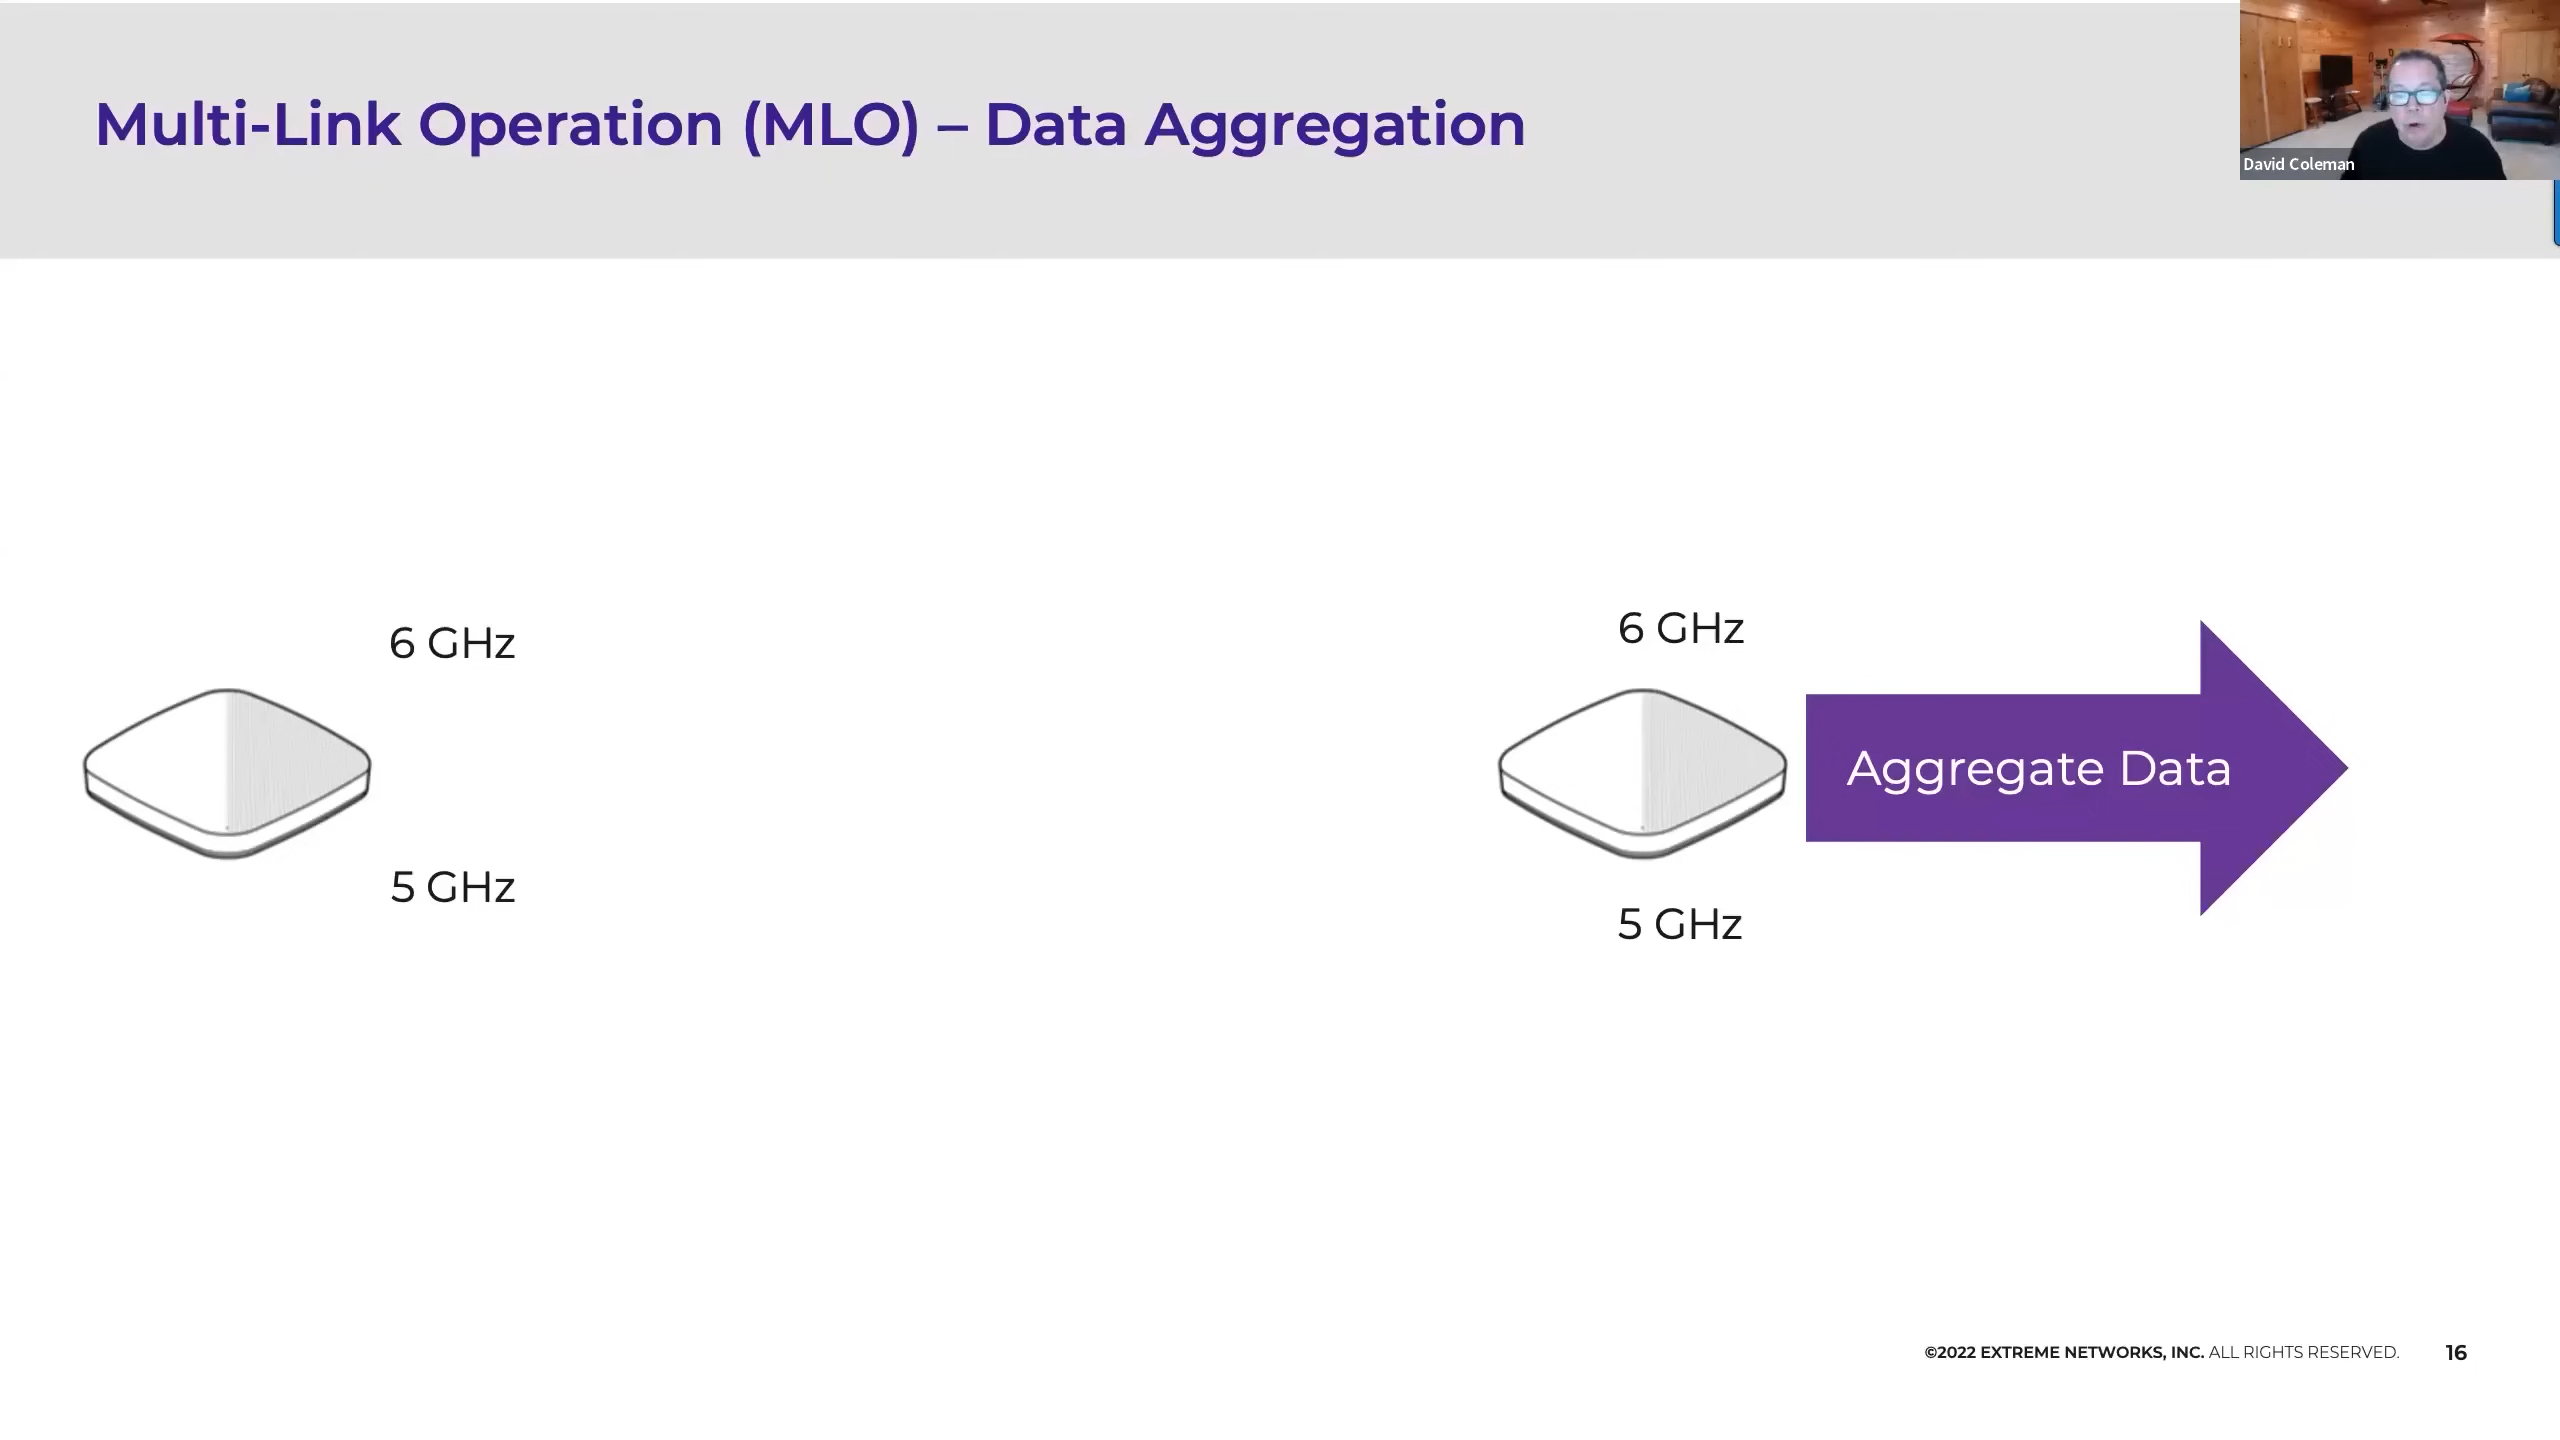 Multi-Link Operation (MLO) – Data Aggregation
David Coleman
6 GHz
5 GHz
6 GHz
5 GHz
Aggregate Data
©2022 EXTREME NETWORKS, INC. ALL RIGHTS RESERVED. 16